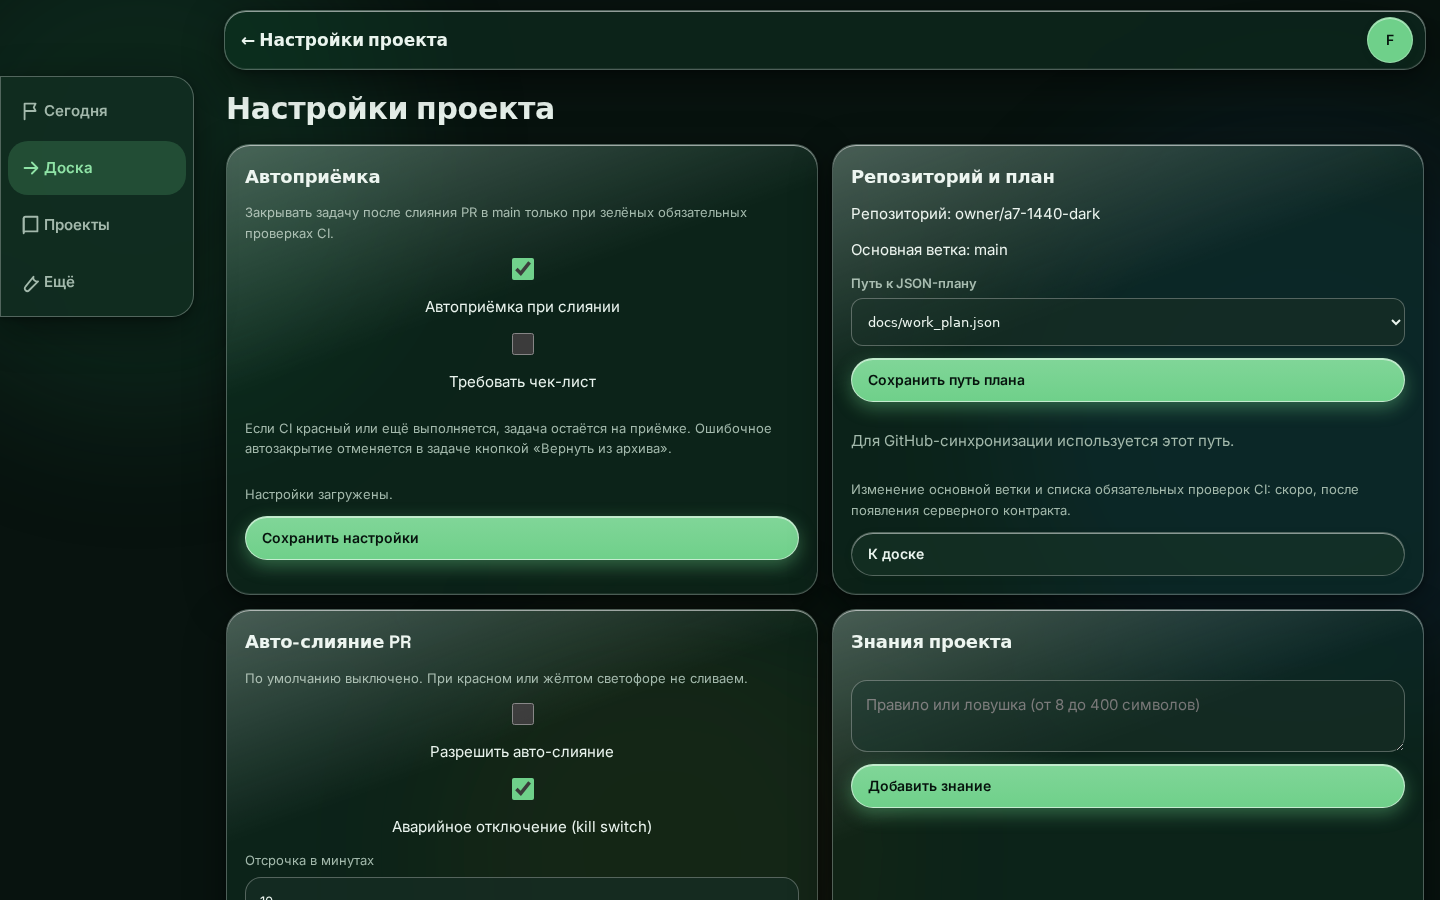 ← Настройки проекта
F
Сегодня
Доска
Проекты
Ещё
Настройки проекта
Автоприёмка
Закрывать задачу после слияния PR в main только при зелёных обязательных
проверках CI.
Автоприёмка при слиянии
Требовать чек-лист
Если CI красный или ещё выполняется, задача остаётся на приёмке. Ошибочное
автозакрытие отменяется в задаче кнопкой «Вернуть из архива».
Настройки загружены.
Сохранить настройки
Репозиторий и план
Репозиторий: owner/a7-1440-dark
Основная ветка: main
Путь к JSON-плану
docs/work_plan.json
Сохранить путь плана
Для GitHub-синхронизации используется этот путь.
Изменение основной ветки и списка обязательных проверок CI: скоро, после
появления серверного контракта.
К доске
Авто-слияние PR
По умолчанию выключено. При красном или жёлтом светофоре не сливаем.
Разрешить авто-слияние
Аварийное отключение (kill switch)
Отсрочка в минутах
Знания проекта
Правило или ловушка (от 8 до 400 символов)
Добавить знание